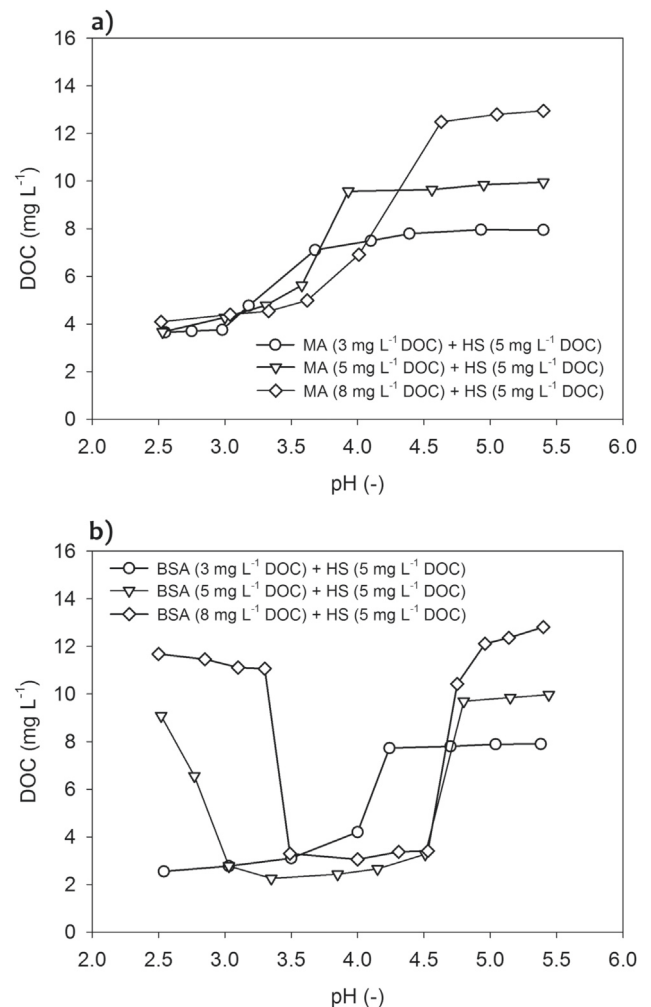 a)
16
14
12
10
8
6
4
2
0
DOC (mg L⁻¹)
MA (3 mg L⁻¹ DOC) + HS (5 mg L⁻¹ DOC)
MA (5 mg L⁻¹ DOC) + HS (5 mg L⁻¹ DOC)
MA (8 mg L⁻¹ DOC) + HS (5 mg L⁻¹ DOC)
2.0 2.5 3.0 3.5 4.0 4.5 5.0 5.5 6.0
pH (-)
b)
16
14
12
10
8
6
4
2
0
DOC (mg L⁻¹)
BSA (3 mg L⁻¹ DOC) + HS (5 mg L⁻¹ DOC)
BSA (5 mg L⁻¹ DOC) + HS (5 mg L⁻¹ DOC)
BSA (8 mg L⁻¹ DOC) + HS (5 mg L⁻¹ DOC)
2.0 2.5 3.0 3.5 4.0 4.5 5.0 5.5 6.0
pH (-)